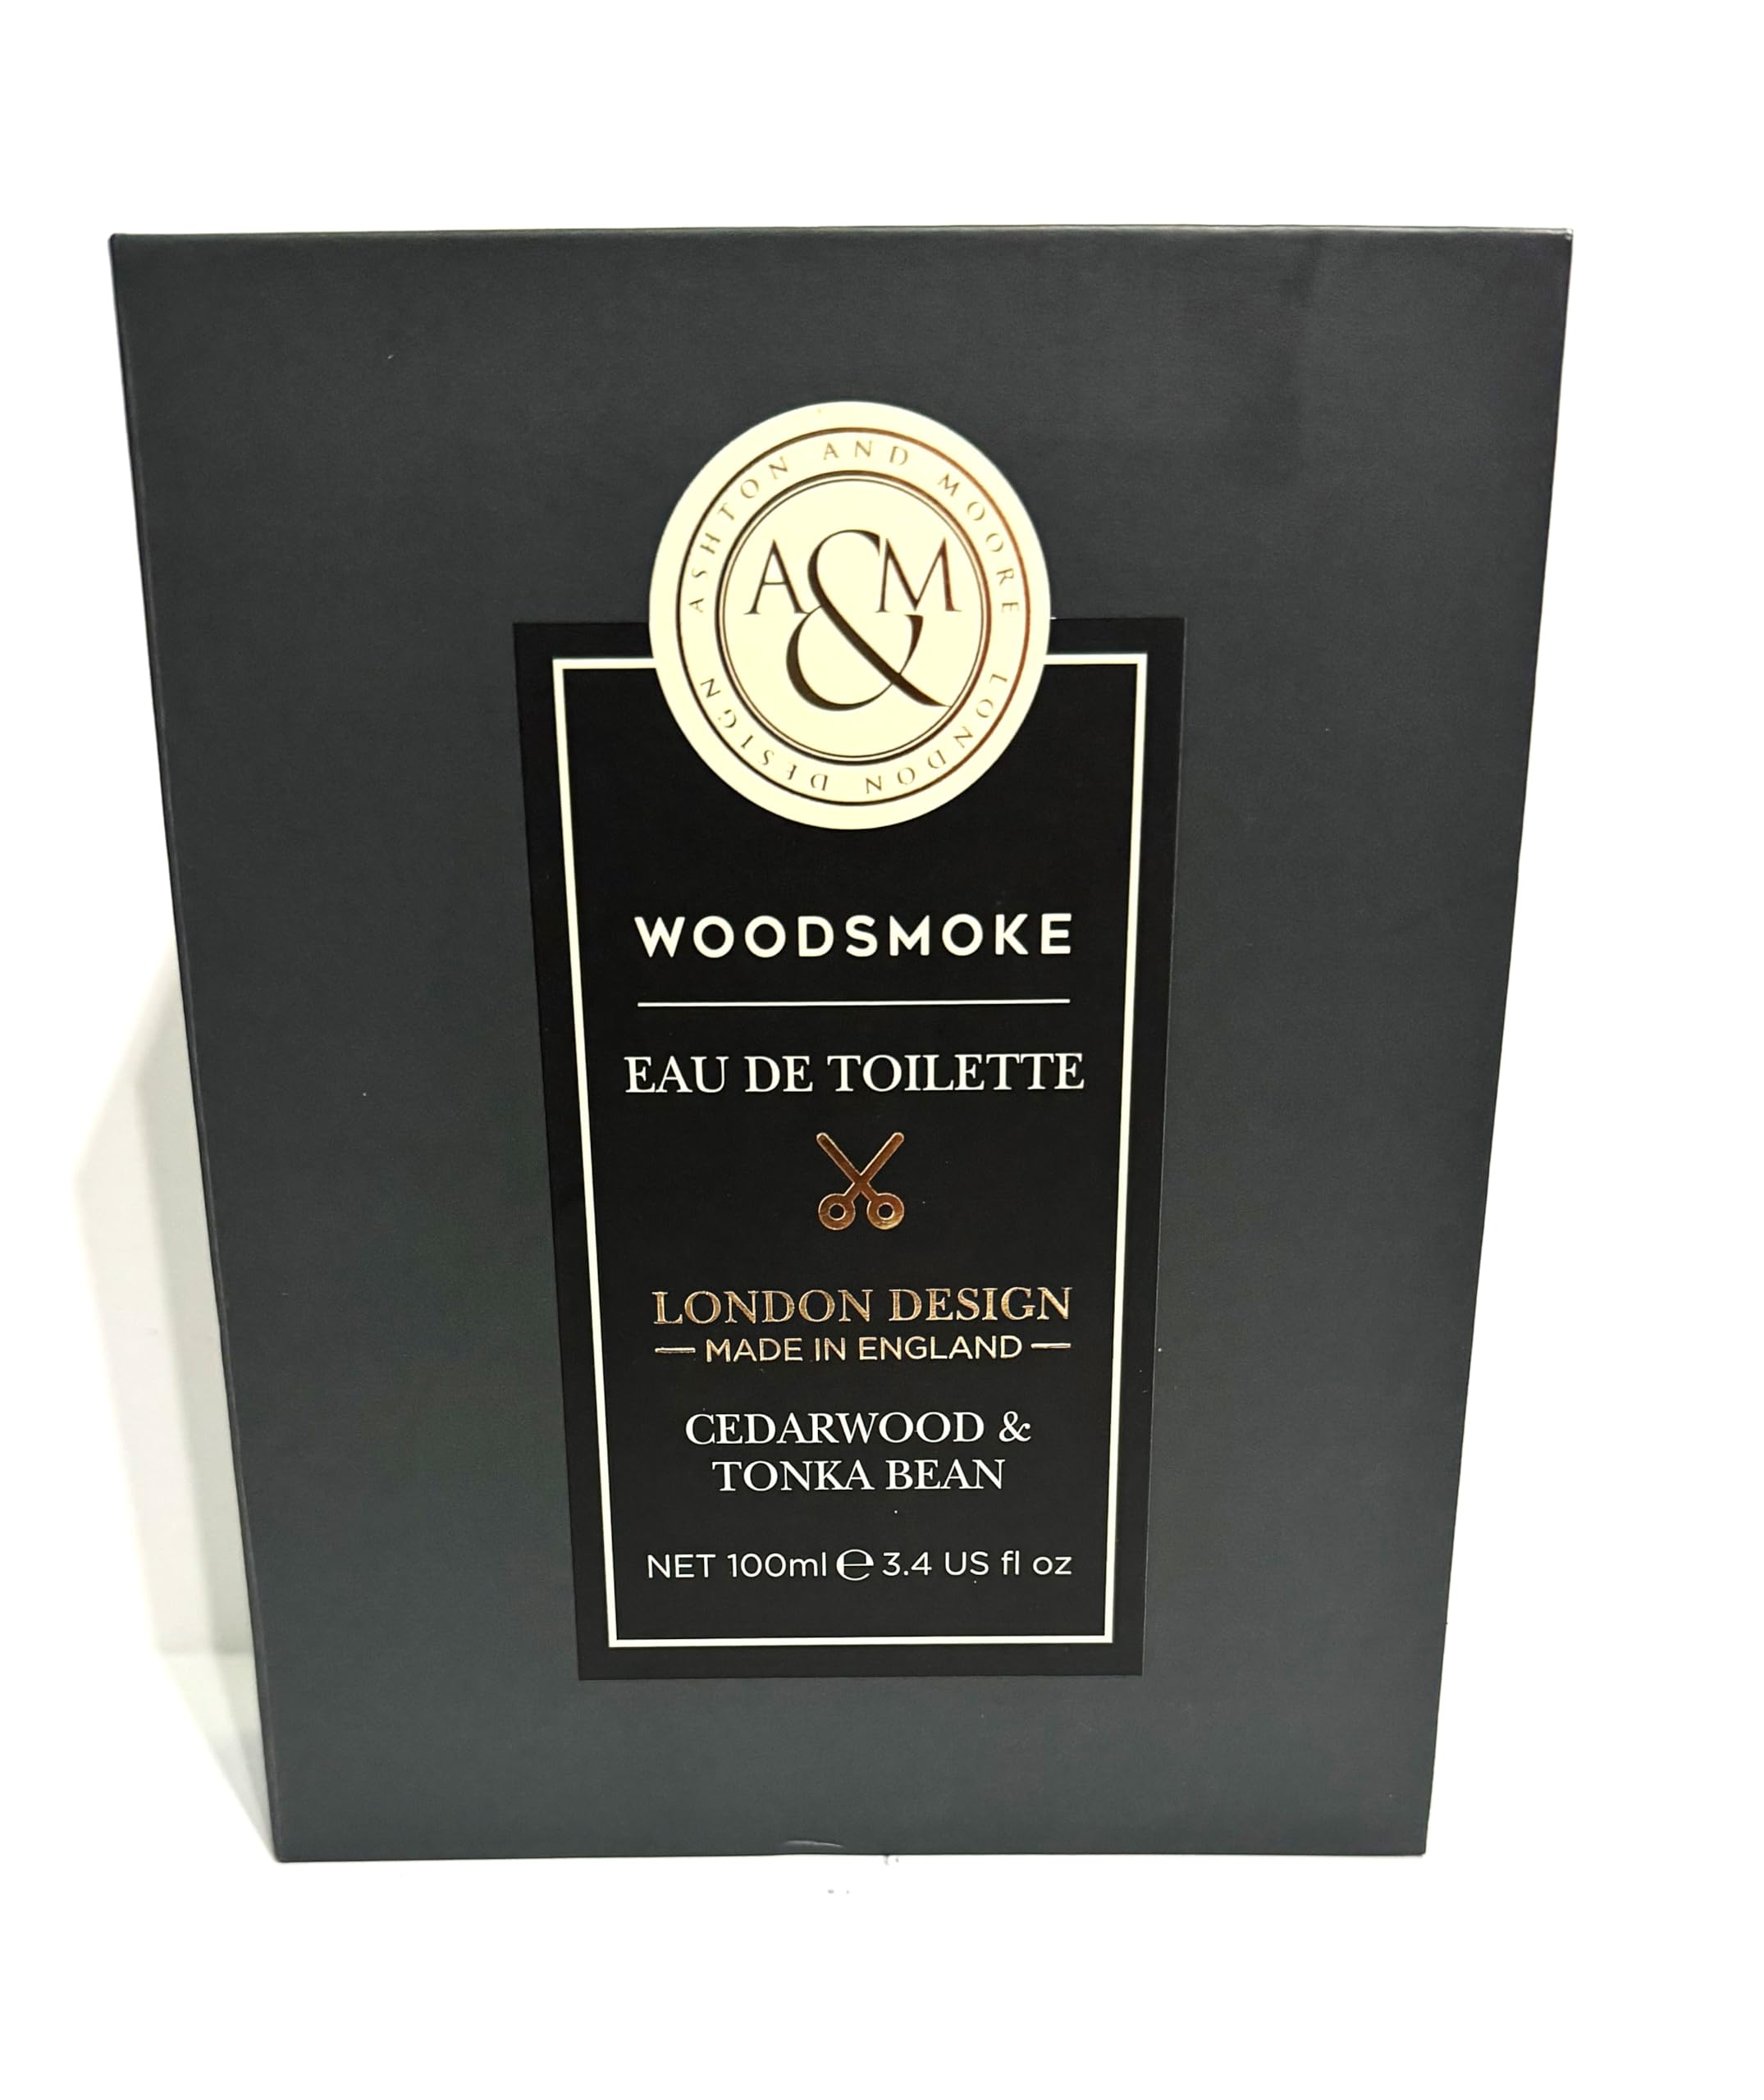 ASHTON AND MOORE LONDON DESIGN
A&M
WOODSMOKE
EAU DE TOILETTE
LONDON DESIGN
MADE IN ENGLAND
CEDARWOOD &
TONKA BEAN
NET 100ml ℮ 3.4 US fl oz